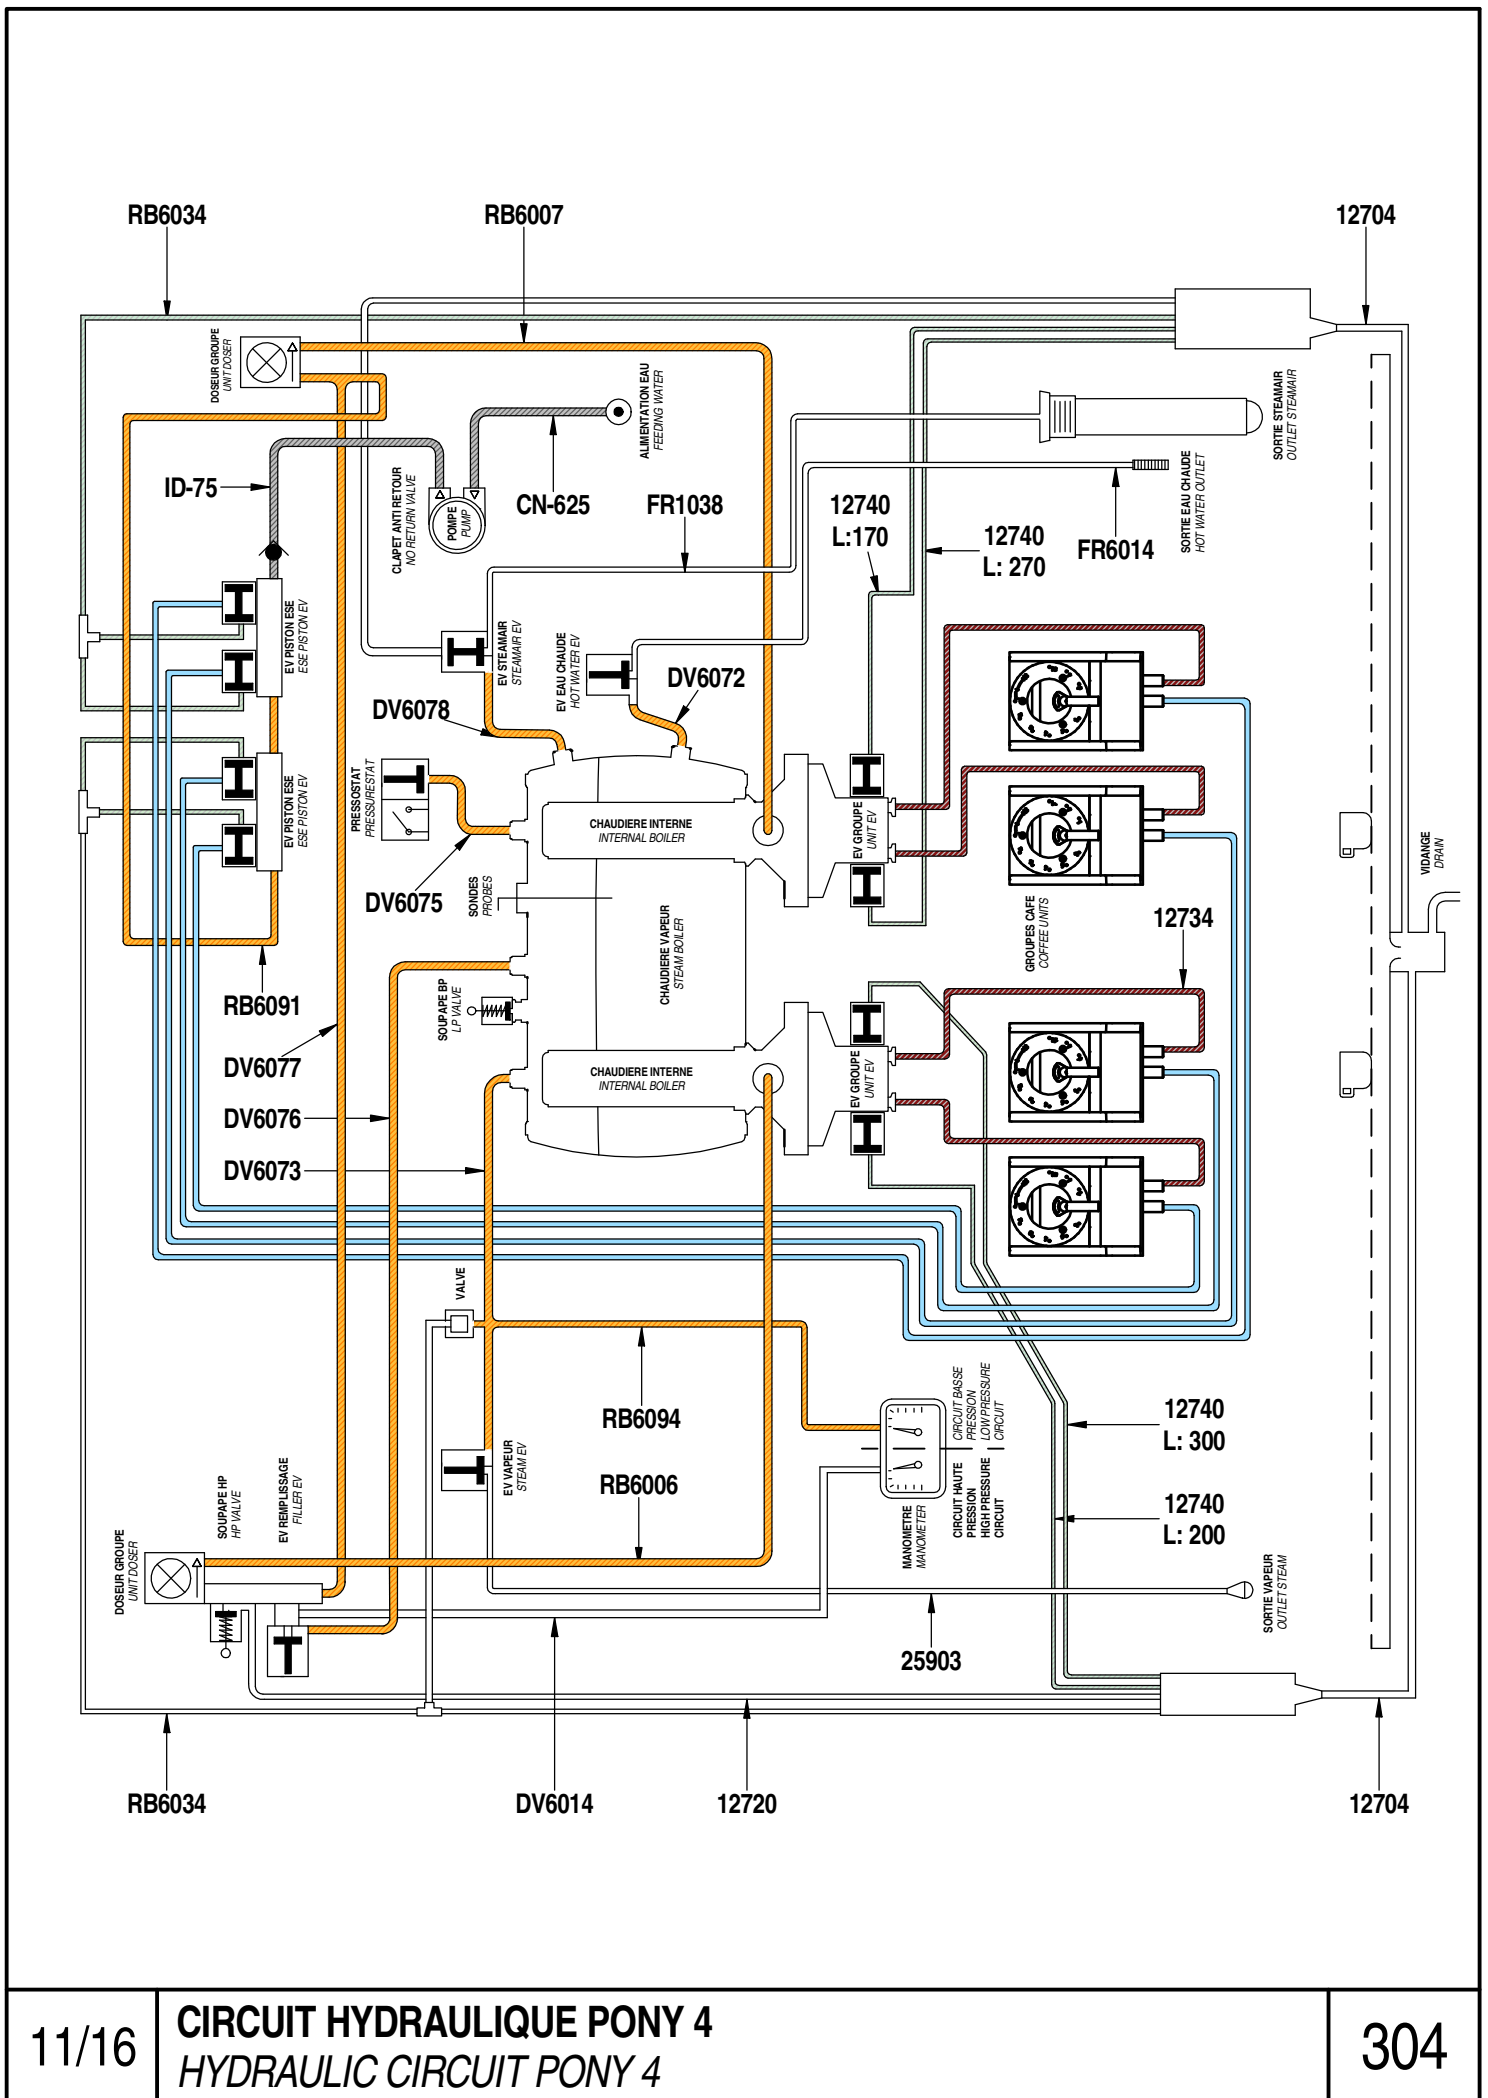 RB6034
RB6007
12704
DOSEUR GROUPE
UNIT DOSER
ALIMENTATION EAU
FEEDING WATER
SORTIE STEAMAIR
OUTLET STEAMAIR
ID-75
CLAPET ANTI RETOUR
NO RETURN VALVE
POMPE
PUMP
CN-625
FR1038
12740
L:170
12740
L: 270
FR6014
SORTIE EAU CHAUDE
HOT WATER OUTLET
EV PISTON ESE
ESE PISTON EV
EV STEAMAIR
STEAMAIR EV
EV EAU CHAUDE
HOT WATER EV
DV6072
DV6078
EV PISTON ESE
ESE PISTON EV
PRESSOSTAT
PRESSURESTAT
CHAUDIERE INTERNE
INTERNAL BOILER
EV GROUPE
UNIT EV
VIDANGE
DRAIN
DV6075
SONDES
PROBES
CHAUDIERE VAPEUR
STEAM BOILER
GROUPES CAFE
COFFEE UNITS
12734
RB6091
SOUPAPE BP
LP VALVE
DV6077
CHAUDIERE INTERNE
INTERNAL BOILER
EV GROUPE
UNIT EV
DV6076
DV6073
VALVE
RB6094
CIRCUIT BASSE
PRESSION
LOW PRESSURE
CIRCUIT
12740
L: 300
SOUPAPE HP
HP VALVE
EV REMPLISSAGE
FILLER EV
EV VAPEUR
STEAM EV
RB6006
MANOMETRE
MANOMETER
CIRCUIT HAUTE
PRESSION
HIGH PRESSURE
CIRCUIT
12740
L: 200
DOSEUR GROUPE
UNIT DOSER
SORTIE VAPEUR
OUTLET STEAM
25903
RB6034
DV6014
12720
12704
11/16
CIRCUIT HYDRAULIQUE PONY 4
HYDRAULIC CIRCUIT PONY 4
304